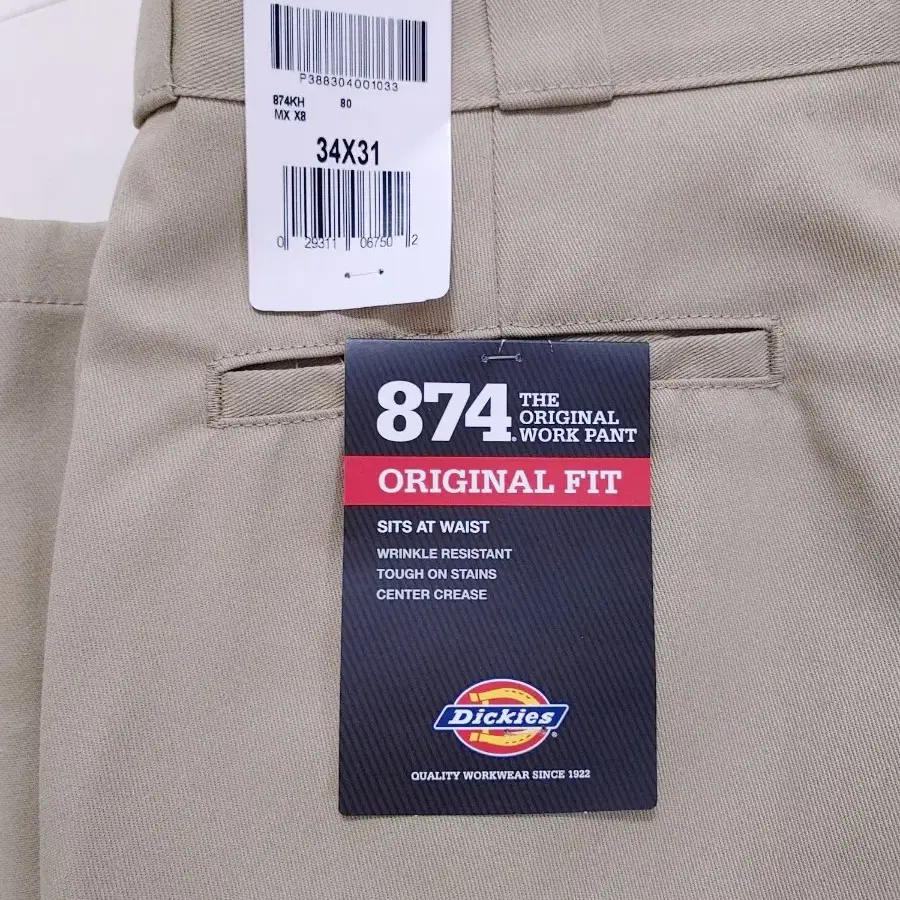 P388304001033
874KH 80
MX X8
34X31
0 29311 06750 2
874 THE
ORIGINAL
WORK PANT
ORIGINAL FIT
SITS AT WAIST
WRINKLE RESISTANT
TOUGH ON STAINS
CENTER CREASE
Dickies®
QUALITY WORKWEAR SINCE 1922